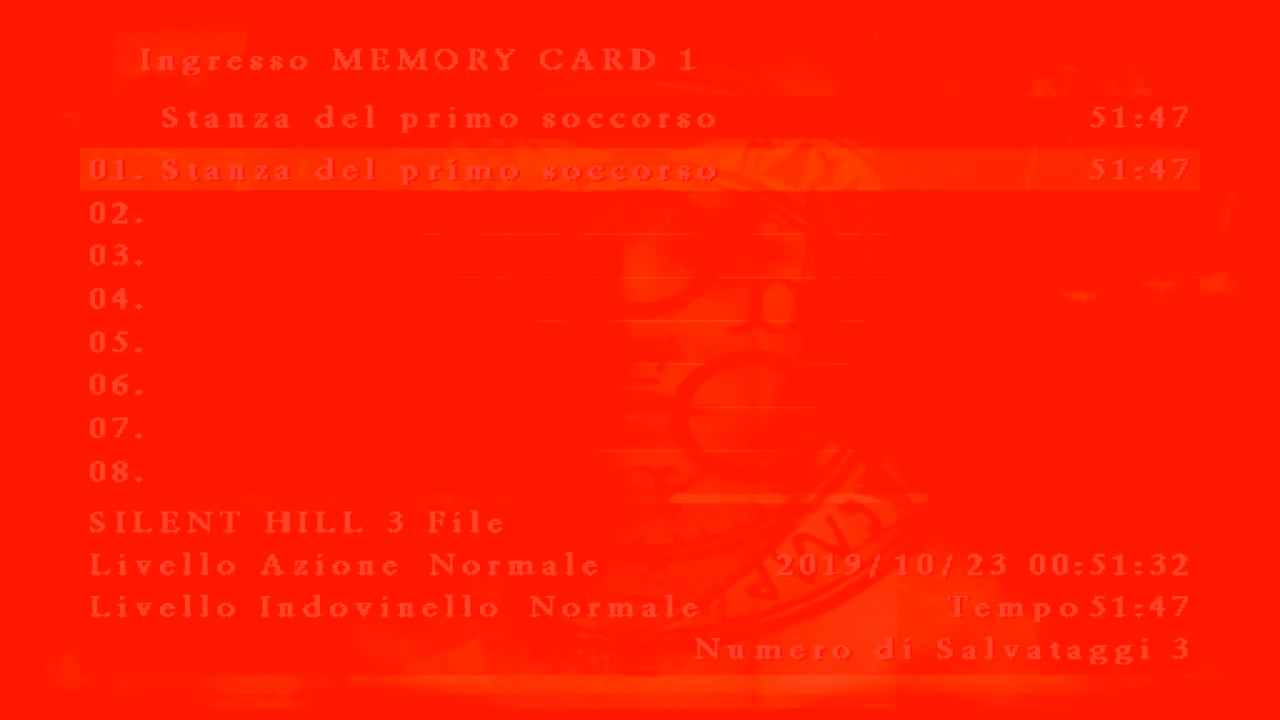 Ingresso MEMORY CARD 1
Stanza del primo soccorso 51:47
01. Stanza del primo soccorso 51:47
02.
03.
04.
05.
06.
07.
08.
SILENT HILL 3 File
Livello Azione Normale 2019/10/23 00:51:32
Livello Indovinello Normale Tempo 51:47
Numero di Salvataggi 3